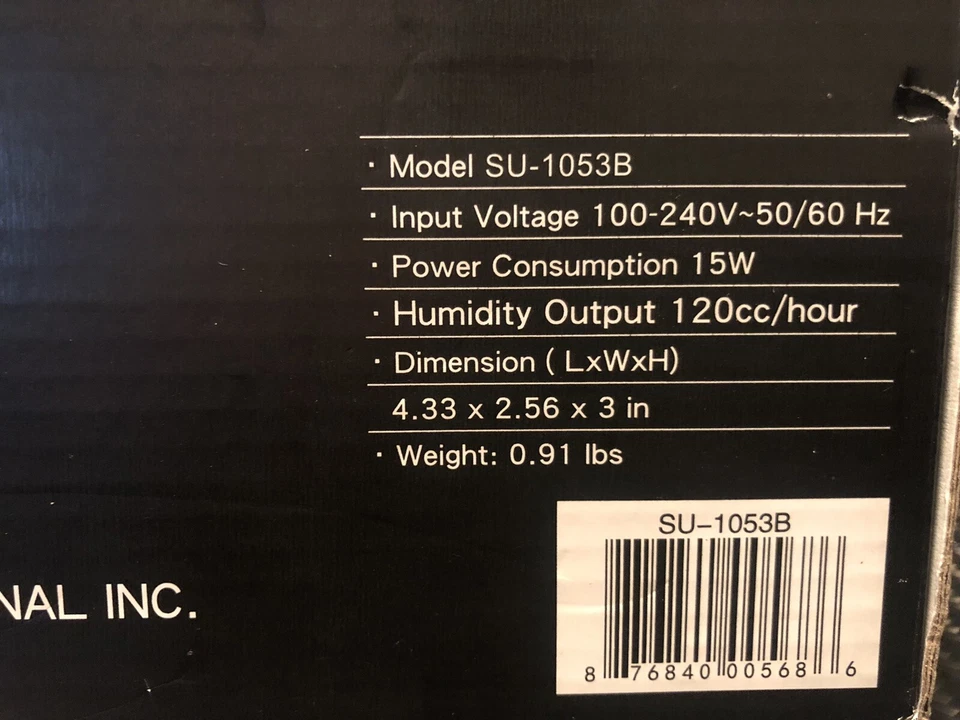 · Model SU-1053B
· Input Voltage 100-240V~50/60 Hz
· Power Consumption 15W
· Humidity Output 120cc/hour
· Dimension ( LxWxH)
4.33 x 2.56 x 3 in
· Weight: 0.91 lbs
SU-1053B
NAL INC.
8 76840 00568 6